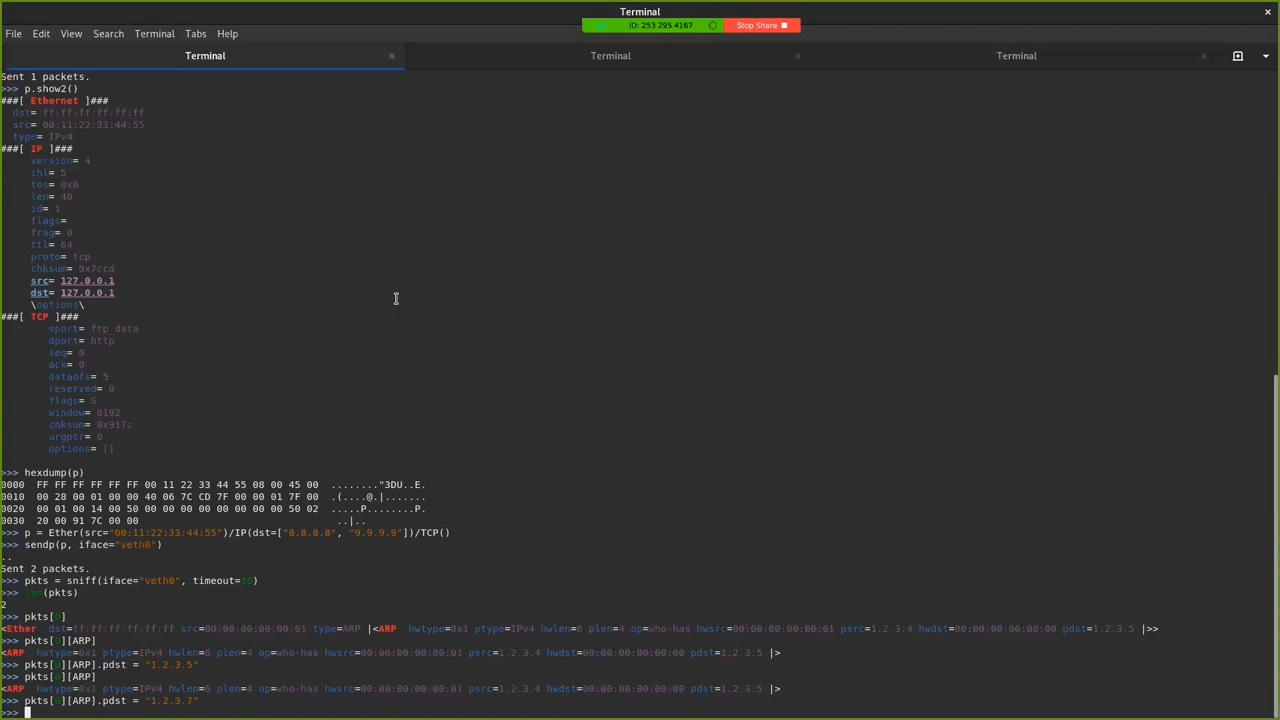 Terminal
ID: 253 295 4167 Stop Share
File Edit View Search Terminal Tabs Help
Terminal × Terminal × Terminal ×
Sent 1 packets.
>>> p.show2()
###[ Ethernet ]###
  dst= ff:ff:ff:ff:ff:ff
  src= 00:11:22:33:44:55
  type= IPv4
###[ IP ]###
     version= 4
     ihl= 5
     tos= 0x0
     len= 40
     id= 1
     flags=
     frag= 0
     ttl= 64
     proto= tcp
     chksum= 0x7ccd
     src= 127.0.0.1
     dst= 127.0.0.1
     \options\
###[ TCP ]###
        sport= ftp_data
        dport= http
        seq= 0
        ack= 0
        dataofs= 5
        reserved= 0
        flags= S
        window= 8192
        chksum= 0x917c
        urgptr= 0
        options= []
>>> hexdump(p)
0000  FF FF FF FF FF FF 00 11 22 33 44 55 08 00 45 00  ........"3DU..E.
0010  00 28 00 01 00 00 40 06 7C CD 7F 00 00 01 7F 00  .(....@.|.......
0020  00 01 00 14 00 50 00 00 00 00 00 00 00 00 50 02  .....P........P.
0030  20 00 91 7C 00 00                                 ..|..
>>> p = Ether(src="00:11:22:33:44:55")/IP(dst=["8.8.8.8", "9.9.9.9"])/TCP()
>>> sendp(p, iface="veth0")
..
Sent 2 packets.
>>> pkts = sniff(iface="veth0", timeout=10)
>>> len(pkts)
2
>>> pkts[0]
<Ether  dst=ff:ff:ff:ff:ff:ff src=00:00:00:00:00:01 type=ARP |<ARP  hwtype=0x1 ptype=IPv4 hwlen=6 plen=4 op=who-has hwsrc=00:00:00:00:00:01 psrc=1.2.3.4 hwdst=00:00:00:00:00:00 pdst=1.2.3.5 |>>
>>> pkts[0][ARP]
<ARP  hwtype=0x1 ptype=IPv4 hwlen=6 plen=4 op=who-has hwsrc=00:00:00:00:00:01 psrc=1.2.3.4 hwdst=00:00:00:00:00:00 pdst=1.2.3.5 |>
>>> pkts[0][ARP].pdst = "1.2.3.5"
>>> pkts[0][ARP]
<ARP  hwtype=0x1 ptype=IPv4 hwlen=6 plen=4 op=who-has hwsrc=00:00:00:00:00:01 psrc=1.2.3.4 hwdst=00:00:00:00:00:00 pdst=1.2.3.5 |>
>>> pkts[0][ARP].pdst = "1.2.3.7"
>>>